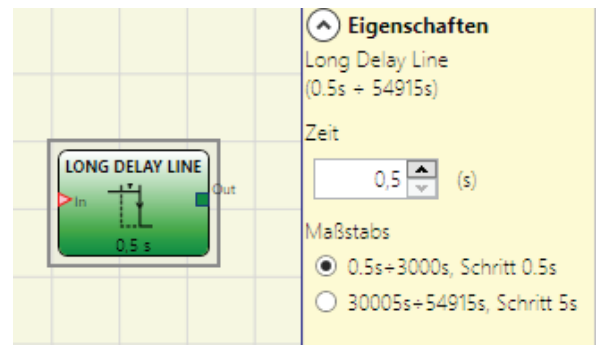 LONG DELAY LINE
In
Out
0,5 s
Eigenschaften
Long Delay Line
(0.5s ÷ 54915s)
Zeit
0,5 (s)
Maßstabs
0.5s÷3000s, Schritt 0.5s
30005s÷54915s, Schritt 5s